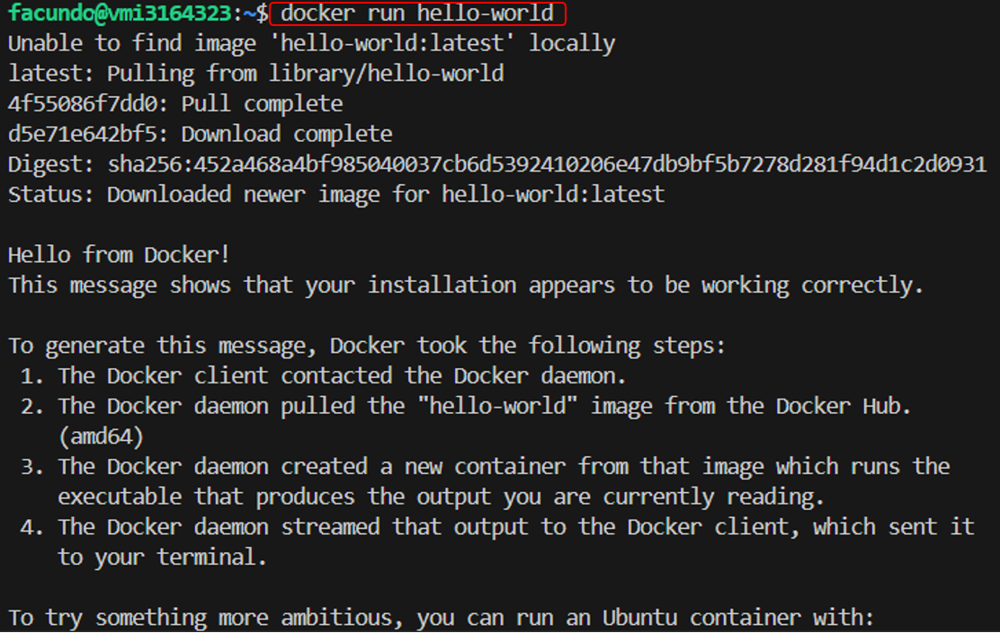 facundo@vmi3164323:~$ docker run hello-world
Unable to find image 'hello-world:latest' locally
latest: Pulling from library/hello-world
4f55086f7dd0: Pull complete
d5e71e642bf5: Download complete
Digest: sha256:452a468a4bf985040037cb6d5392410206e47db9bf5b7278d281f94d1c2d0931
Status: Downloaded newer image for hello-world:latest
Hello from Docker!
This message shows that your installation appears to be working correctly.
To generate this message, Docker took the following steps:
1. The Docker client contacted the Docker daemon.
2. The Docker daemon pulled the "hello-world" image from the Docker Hub.
(amd64)
3. The Docker daemon created a new container from that image which runs the
executable that produces the output you are currently reading.
4. The Docker daemon streamed that output to the Docker client, which sent it
to your terminal.
To try something more ambitious, you can run an Ubuntu container with: